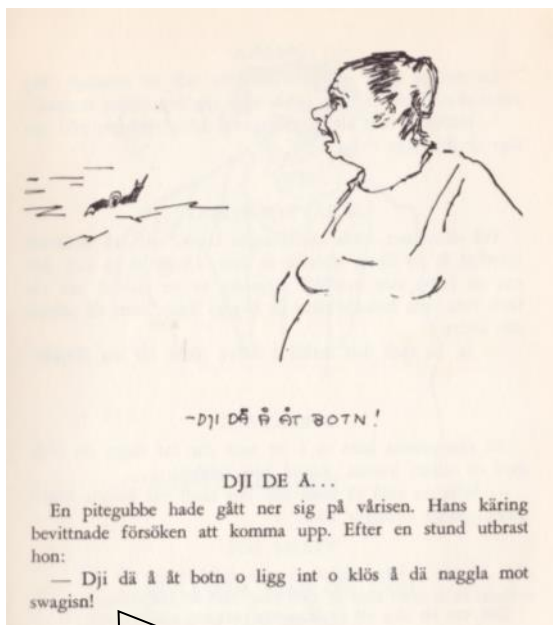 -DJI DÅ Å ÅT BOTN!
DJI DE Å...
En pitegubbe hade gått ner sig på vårisen. Hans käring
bevittnade försöken att komma upp. Efter en stund utbrast
hon:
— Dji dä å åt botn o ligg int o klös å dä naggla mot
swagisn!